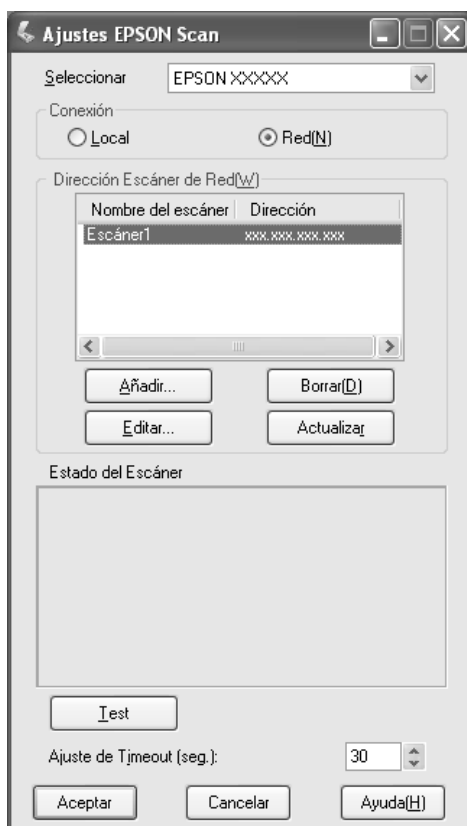 Ajustes EPSON Scan
Seleccionar EPSON XXXXX
Conexión
Local Red(N)
Dirección Escáner de Red(W)
Nombre del escáner Dirección
Escáner1 xxx.xxx.xxx.xxx
Añadir... Borrar(D)
Editar... Actualizar
Estado del Escáner
Test
Ajuste de Timeout (seg.): 30
Aceptar Cancelar Ayuda(H)